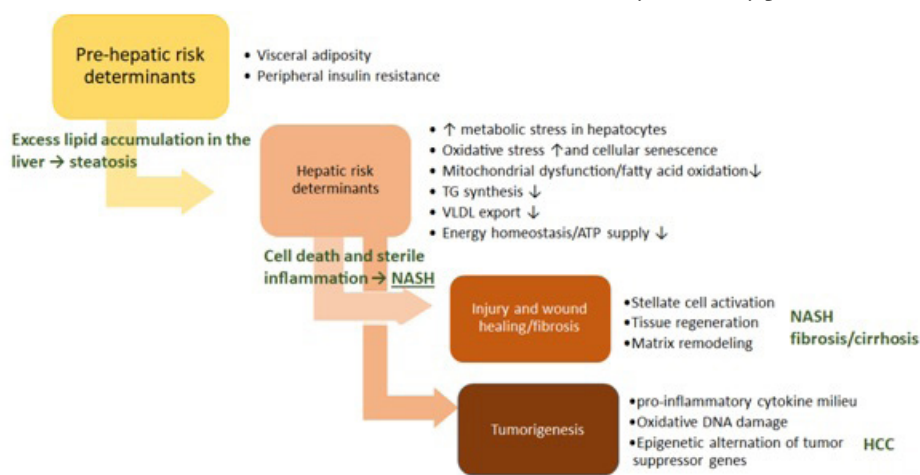 Pre-hepatic risk
determinants
• Visceral adiposity
• Peripheral insulin resistance
Excess lipid accumulation in the
liver → steatosis
Hepatic risk
determinants
• ↑ metabolic stress in hepatocytes
• Oxidative stress ↑and cellular senescence
• Mitochondrial dysfunction/fatty acid oxidation↓
• TG synthesis ↓
• VLDL export ↓
• Energy homeostasis/ATP supply ↓
Cell death and sterile
inflammation → NASH
Injury and wound
healing/fibrosis
•Stellate cell activation
•Tissue regeneration
•Matrix remodeling
NASH
fibrosis/cirrhosis
Tumorigenesis
•pro-inflammatory cytokine milieu
•Oxidative DNA damage
•Epigenetic alternation of tumor
suppressor genes
HCC